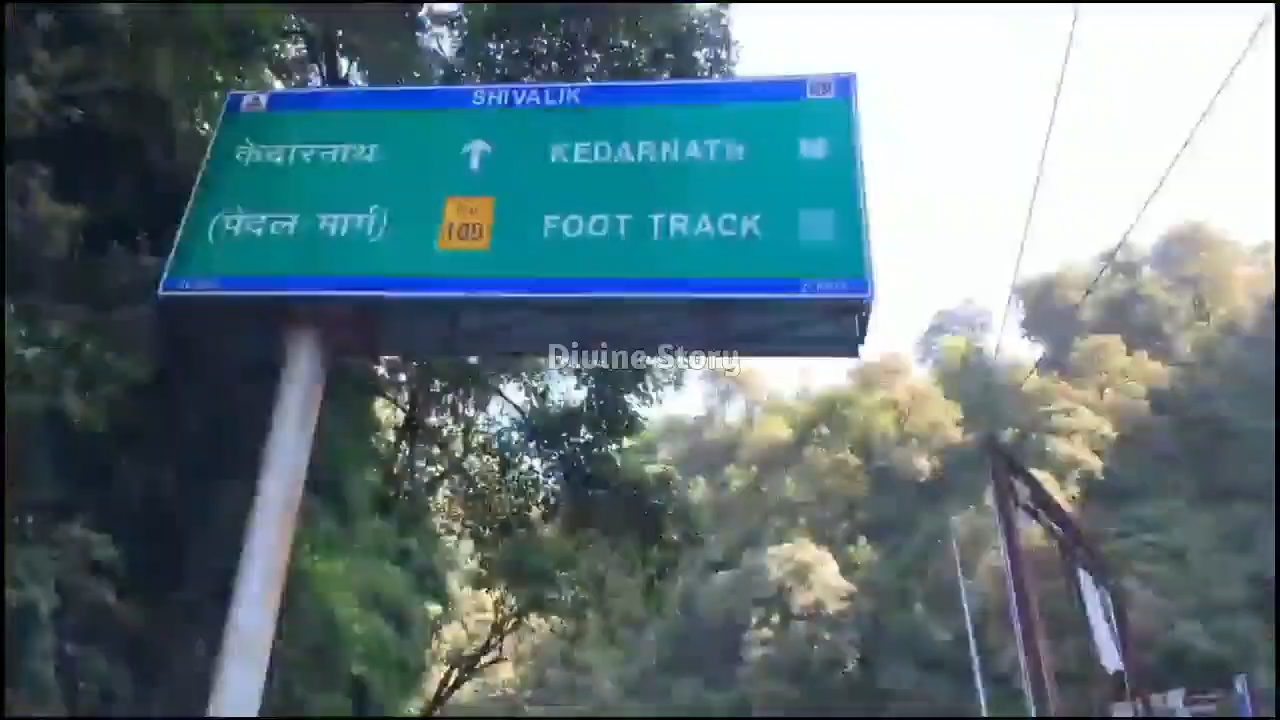 SHIVALIK
केदारनाथ ↑ KEDARNATH
(पैदल मार्ग) 109 FOOT TRACK
Divine Story